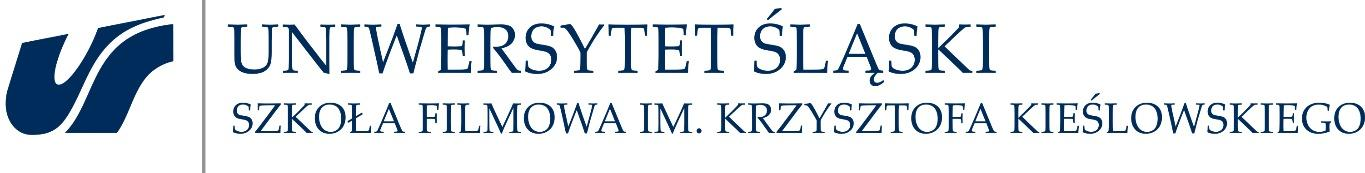 UNIWERSYTET ŚLĄSKI
SZKOŁA FILMOWA IM. KRZYSZTOFA KIEŚLOWSKIEGO